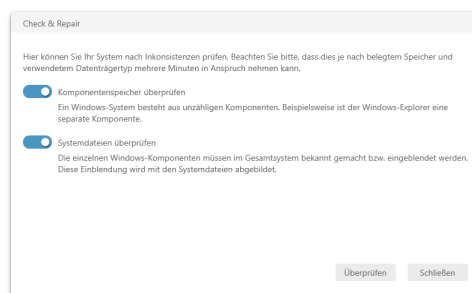 Check & Repair
Hier können Sie Ihr System nach Inkonsistenzen prüfen. Beachten Sie bitte, dass dies je nach belegtem Speicher und
verwendetem Datenträgertyp mehrere Minuten in Anspruch nehmen kann.
Komponentenspeicher überprüfen
Ein Windows-System besteht aus unzähligen Komponenten. Beispielsweise ist der Windows-Explorer eine
separate Komponente.
Systemdateien überprüfen
Die einzelnen Windows-Komponenten müssen im Gesamtsystem bekannt gemacht bzw. eingeblendet werden.
Diese Einblendung wird mit den Systemdateien abgebildet.
Überprüfen Schließen